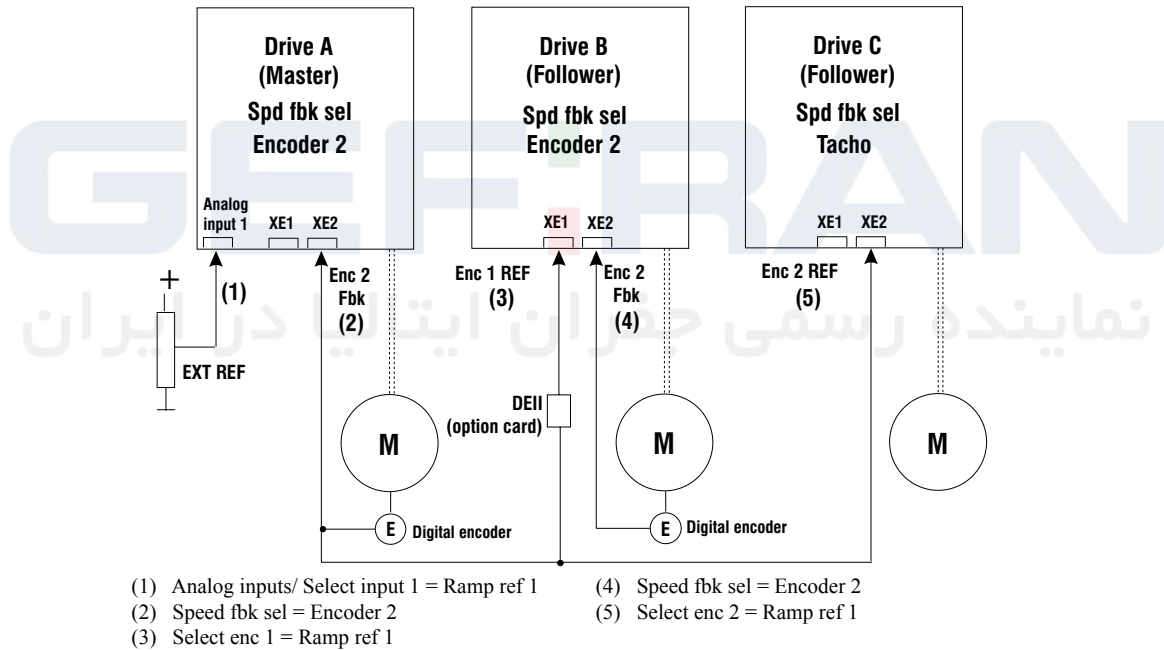 Drive A
(Master)
Spd fbk sel
Encoder 2
Analog
input 1
XE1
XE2
Drive B
(Follower)
Spd fbk sel
Encoder 2
XE1
XE2
Drive C
(Follower)
Spd fbk sel
Tacho
XE1
XE2
GEFRAN
نماینده رسمی جفران ایتالیا در ایران
+
(1)
EXT REF
Enc 2
Fbk
(2)
Enc 1 REF
(3)
Enc 2
Fbk
(4)
Enc 2 REF
(5)
DEII
(option card)
M
M
M
E
Digital encoder
E
Digital encoder
(1) Analog inputs/ Select input 1 = Ramp ref 1
(2) Speed fbk sel = Encoder 2
(3) Select enc 1 = Ramp ref 1
(4) Speed fbk sel = Encoder 2
(5) Select enc 2 = Ramp ref 1